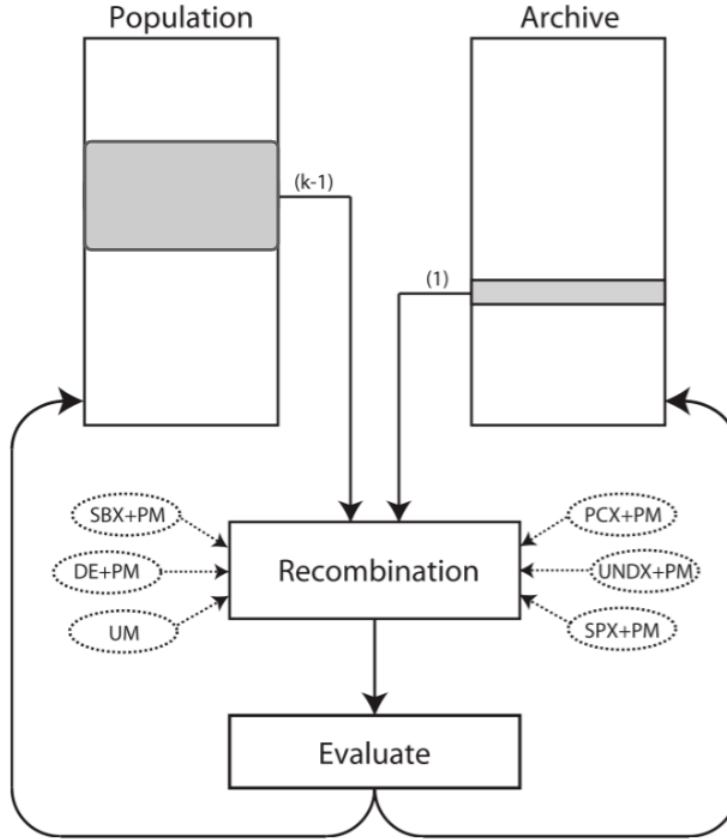 Population
Archive
(k-1)
(1)
SBX+PM
DE+PM
UM
Recombination
PCX+PM
UNDX+PM
SPX+PM
Evaluate